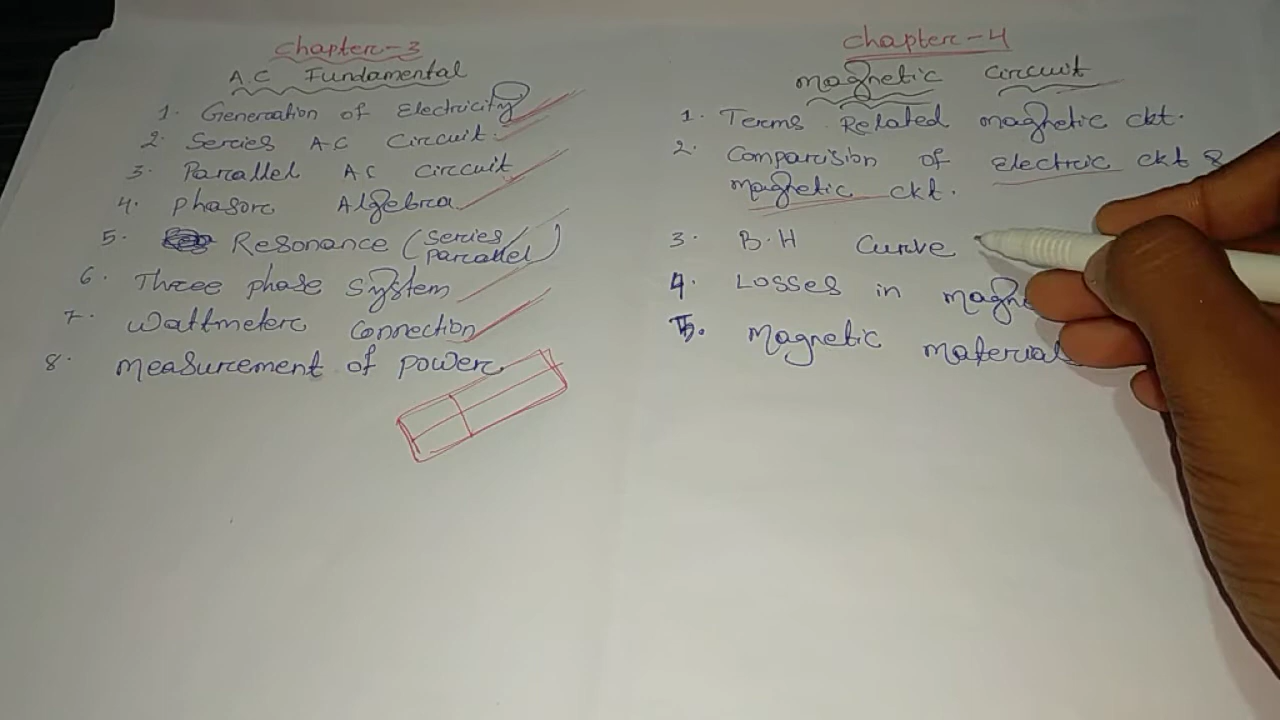 Chapter-3
A.C Fundamental
1. Generation of Electricity
2. Series A-C Circuit.
3. Parallel AC Circuit
4. Phasor Algebra
5. Resonance (Series/
Parallel)
6. Three phase System
7. Wattmeter Connection
8. Measurement of power
Chapter-4
Magnetic Circuit
1. Terms Related magnetic ckt.
2. Comparision of electric ckt &
magnetic ckt.
3. B.H Curve
4. Losses in
5. Magnetic material